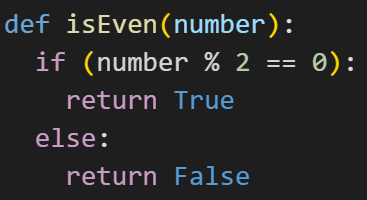 def isEven(number):
  if (number % 2 == 0):
    return True
  else:
    return False